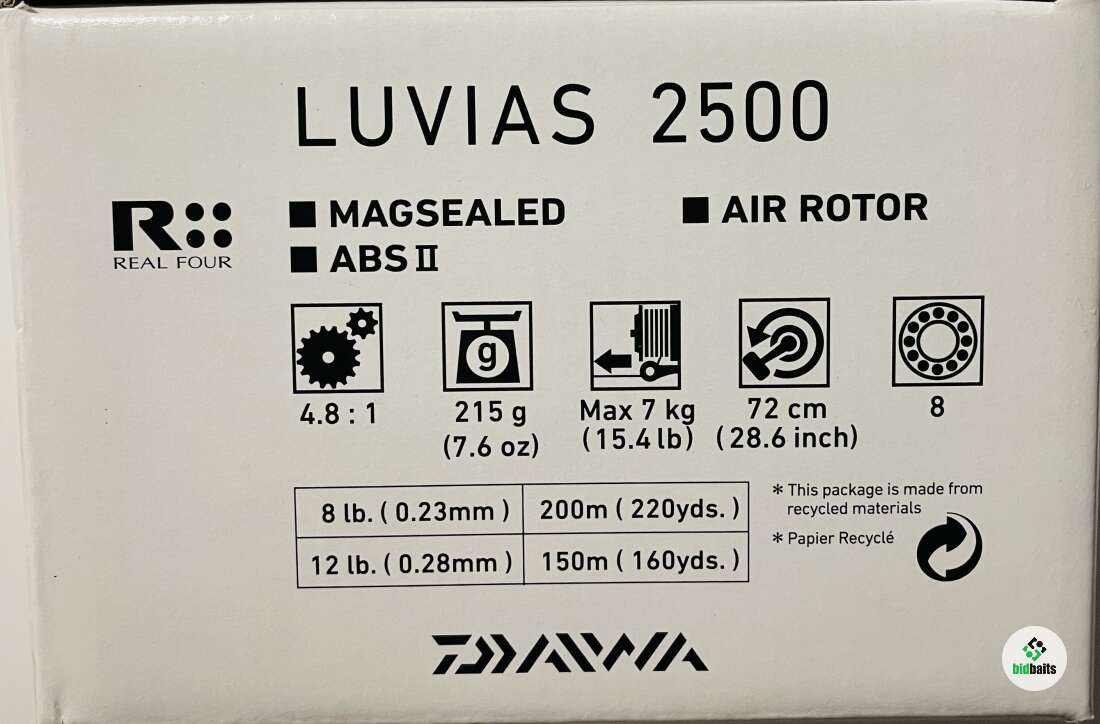 LUVIAS 2500
R
REAL FOUR
■ MAGSEALED ■ AIR ROTOR
■ ABS II
g
4.8 : 1
215 g
(7.6 oz)
Max 7 kg
(15.4 lb)
72 cm
(28.6 inch)
8
8 lb. ( 0.23mm ) 200m ( 220yds. )
12 lb. ( 0.28mm ) 150m ( 160yds. )
* This package is made from
recycled materials
* Papier Recyclé
DAIWA
bidbaits